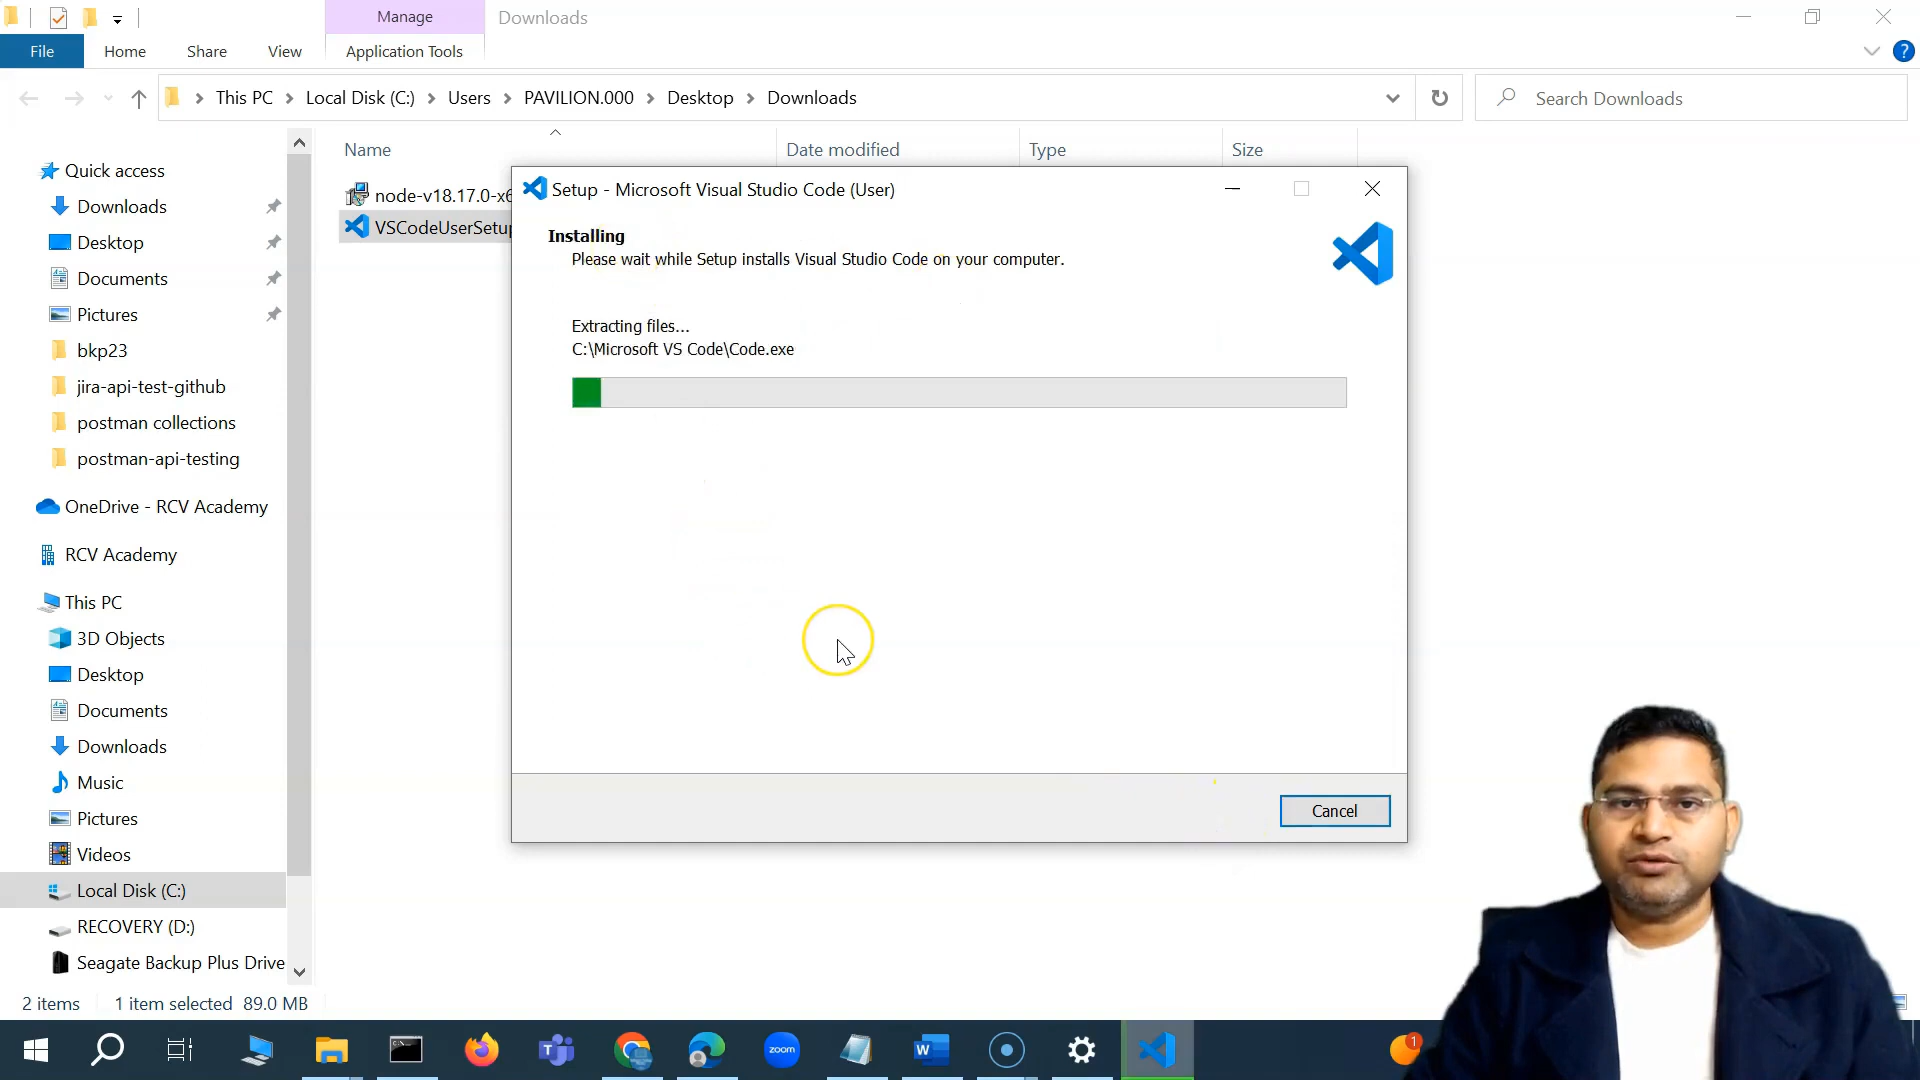 Manage
Downloads
File
Home
Share
View
Application Tools
This PC
Local Disk (C:)
Users
PAVILION.000
Desktop
Downloads
Search Downloads
Name
Date modified
Type
Size
Quick access
Downloads
Desktop
Documents
Pictures
bkp23
jira-api-test-github
postman collections
postman-api-testing
OneDrive - RCV Academy
RCV Academy
This PC
3D Objects
Desktop
Documents
Downloads
Music
Pictures
Videos
Local Disk (C:)
RECOVERY (D:)
Seagate Backup Plus Drive
node-v18.17.0-x6
VSCodeUserSetup
Setup - Microsoft Visual Studio Code (User)
Installing
Please wait while Setup installs Visual Studio Code on your computer.
Extracting files...
C:\Microsoft VS Code\Code.exe
Cancel
2 items
1 item selected 89.0 MB
zoom
1